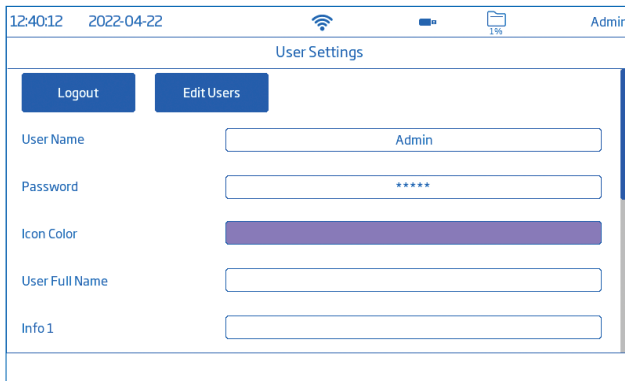 12:40:12 2022-04-22 1% Admin
User Settings
Logout Edit Users
User Name Admin
Password *****
Icon Color
User Full Name
Info 1